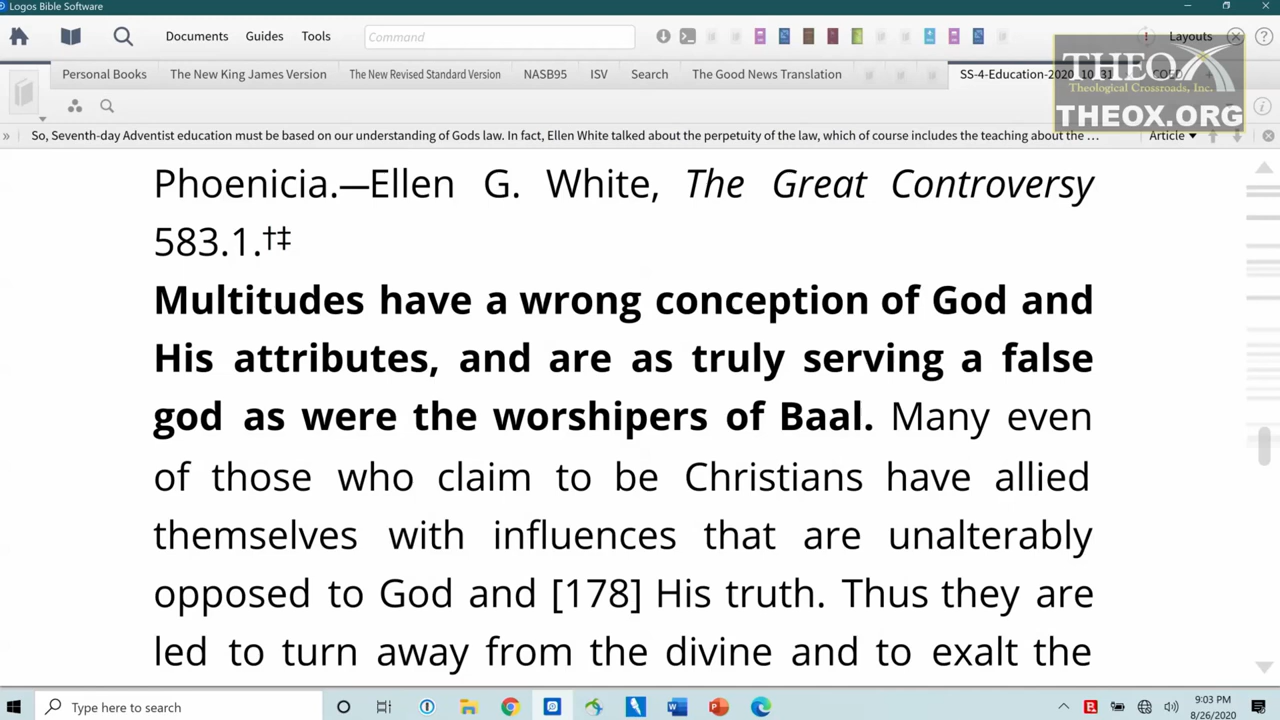 Logos Bible Software
Documents Guides Tools Command Layouts
Personal Books The New King James Version The New Revised Standard Version NASB95 ISV Search The Good News Translation SS-4-Education-2020_10_31
THEOX
Theological Crossroads, Inc.
THEOX.ORG
» So, Seventh-day Adventist education must be based on our understanding of Gods law. In fact, Ellen White talked about the perpetuity of the law, which of course includes the teaching about the ... Article
Phoenicia.—Ellen G. White, The Great Controversy
583.1.†‡
Multitudes have a wrong conception of God and
His attributes, and are as truly serving a false
god as were the worshipers of Baal. Many even
of those who claim to be Christians have allied
themselves with influences that are unalterably
opposed to God and [178] His truth. Thus they are
led to turn away from the divine and to exalt the
Type here to search
9:03 PM
8/26/2020